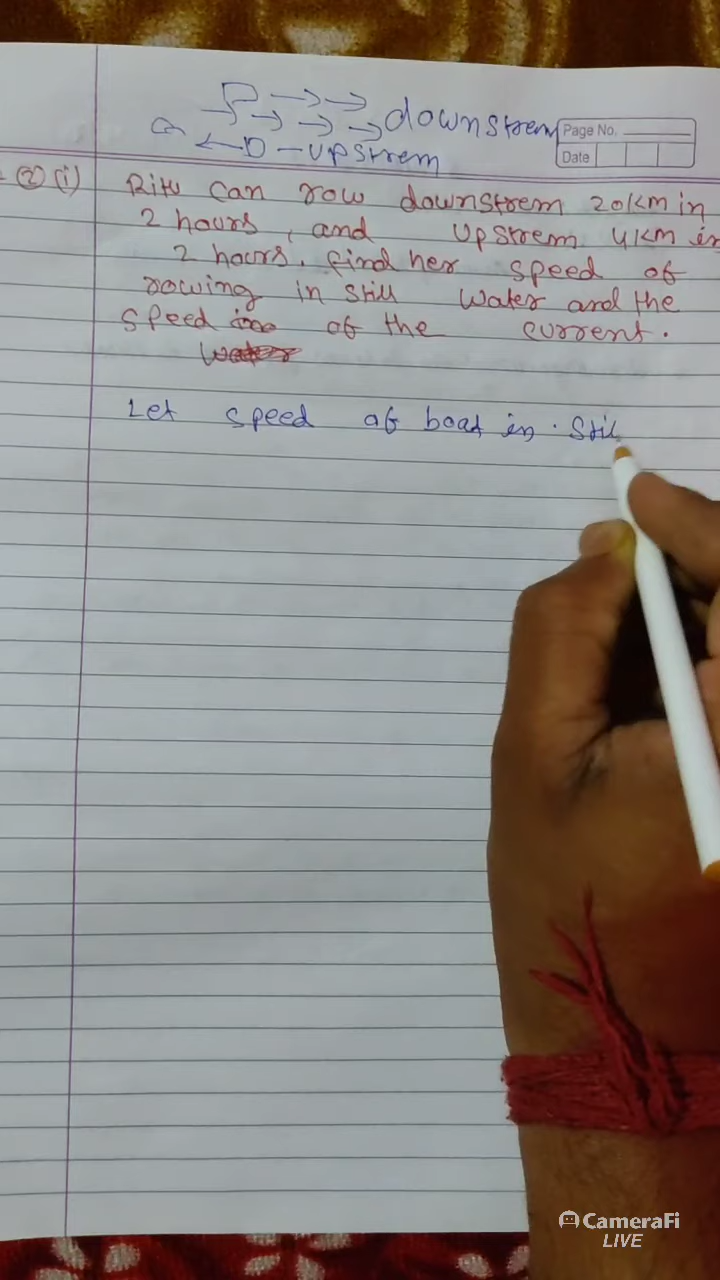 downstrem
Page No.
Date
D - upstrem
② (i) Ritu can row downstrem 20km in
2 hours, and upstrem 4km in
2 hours. find her speed of
rowing in still water and the
speed of the current.
Let speed of boat in . Stil
CameraFi
LIVE